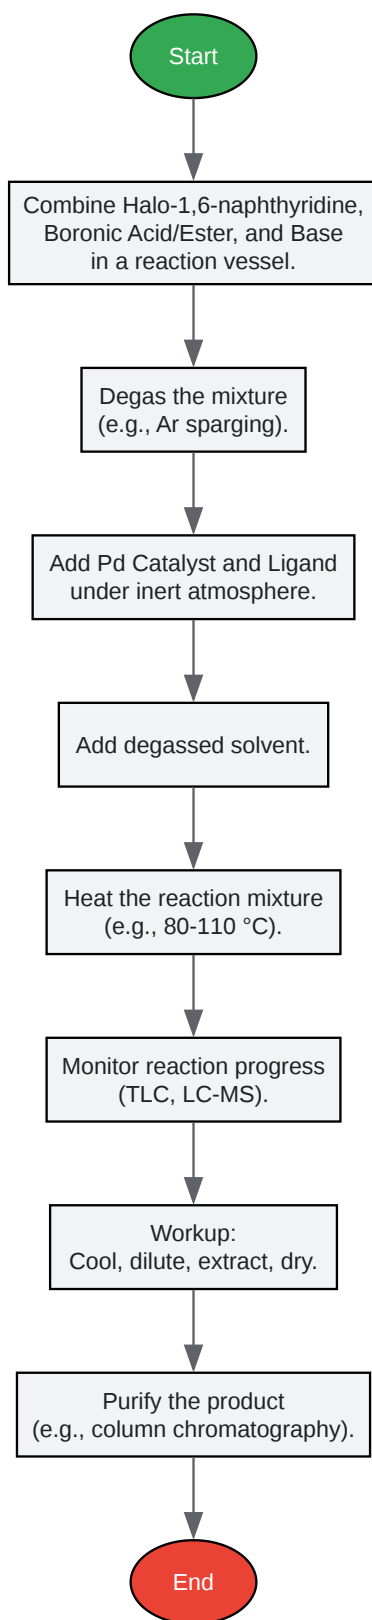 Start
Combine Halo-1,6-naphthyridine,
Boronic Acid/Ester, and Base
in a reaction vessel.
Degas the mixture
(e.g., Ar sparging).
Add Pd Catalyst and Ligand
under inert atmosphere.
Add degassed solvent.
Heat the reaction mixture
(e.g., 80-110 °C).
Monitor reaction progress
(TLC, LC-MS).
Workup:
Cool, dilute, extract, dry.
Purify the product
(e.g., column chromatography).
End